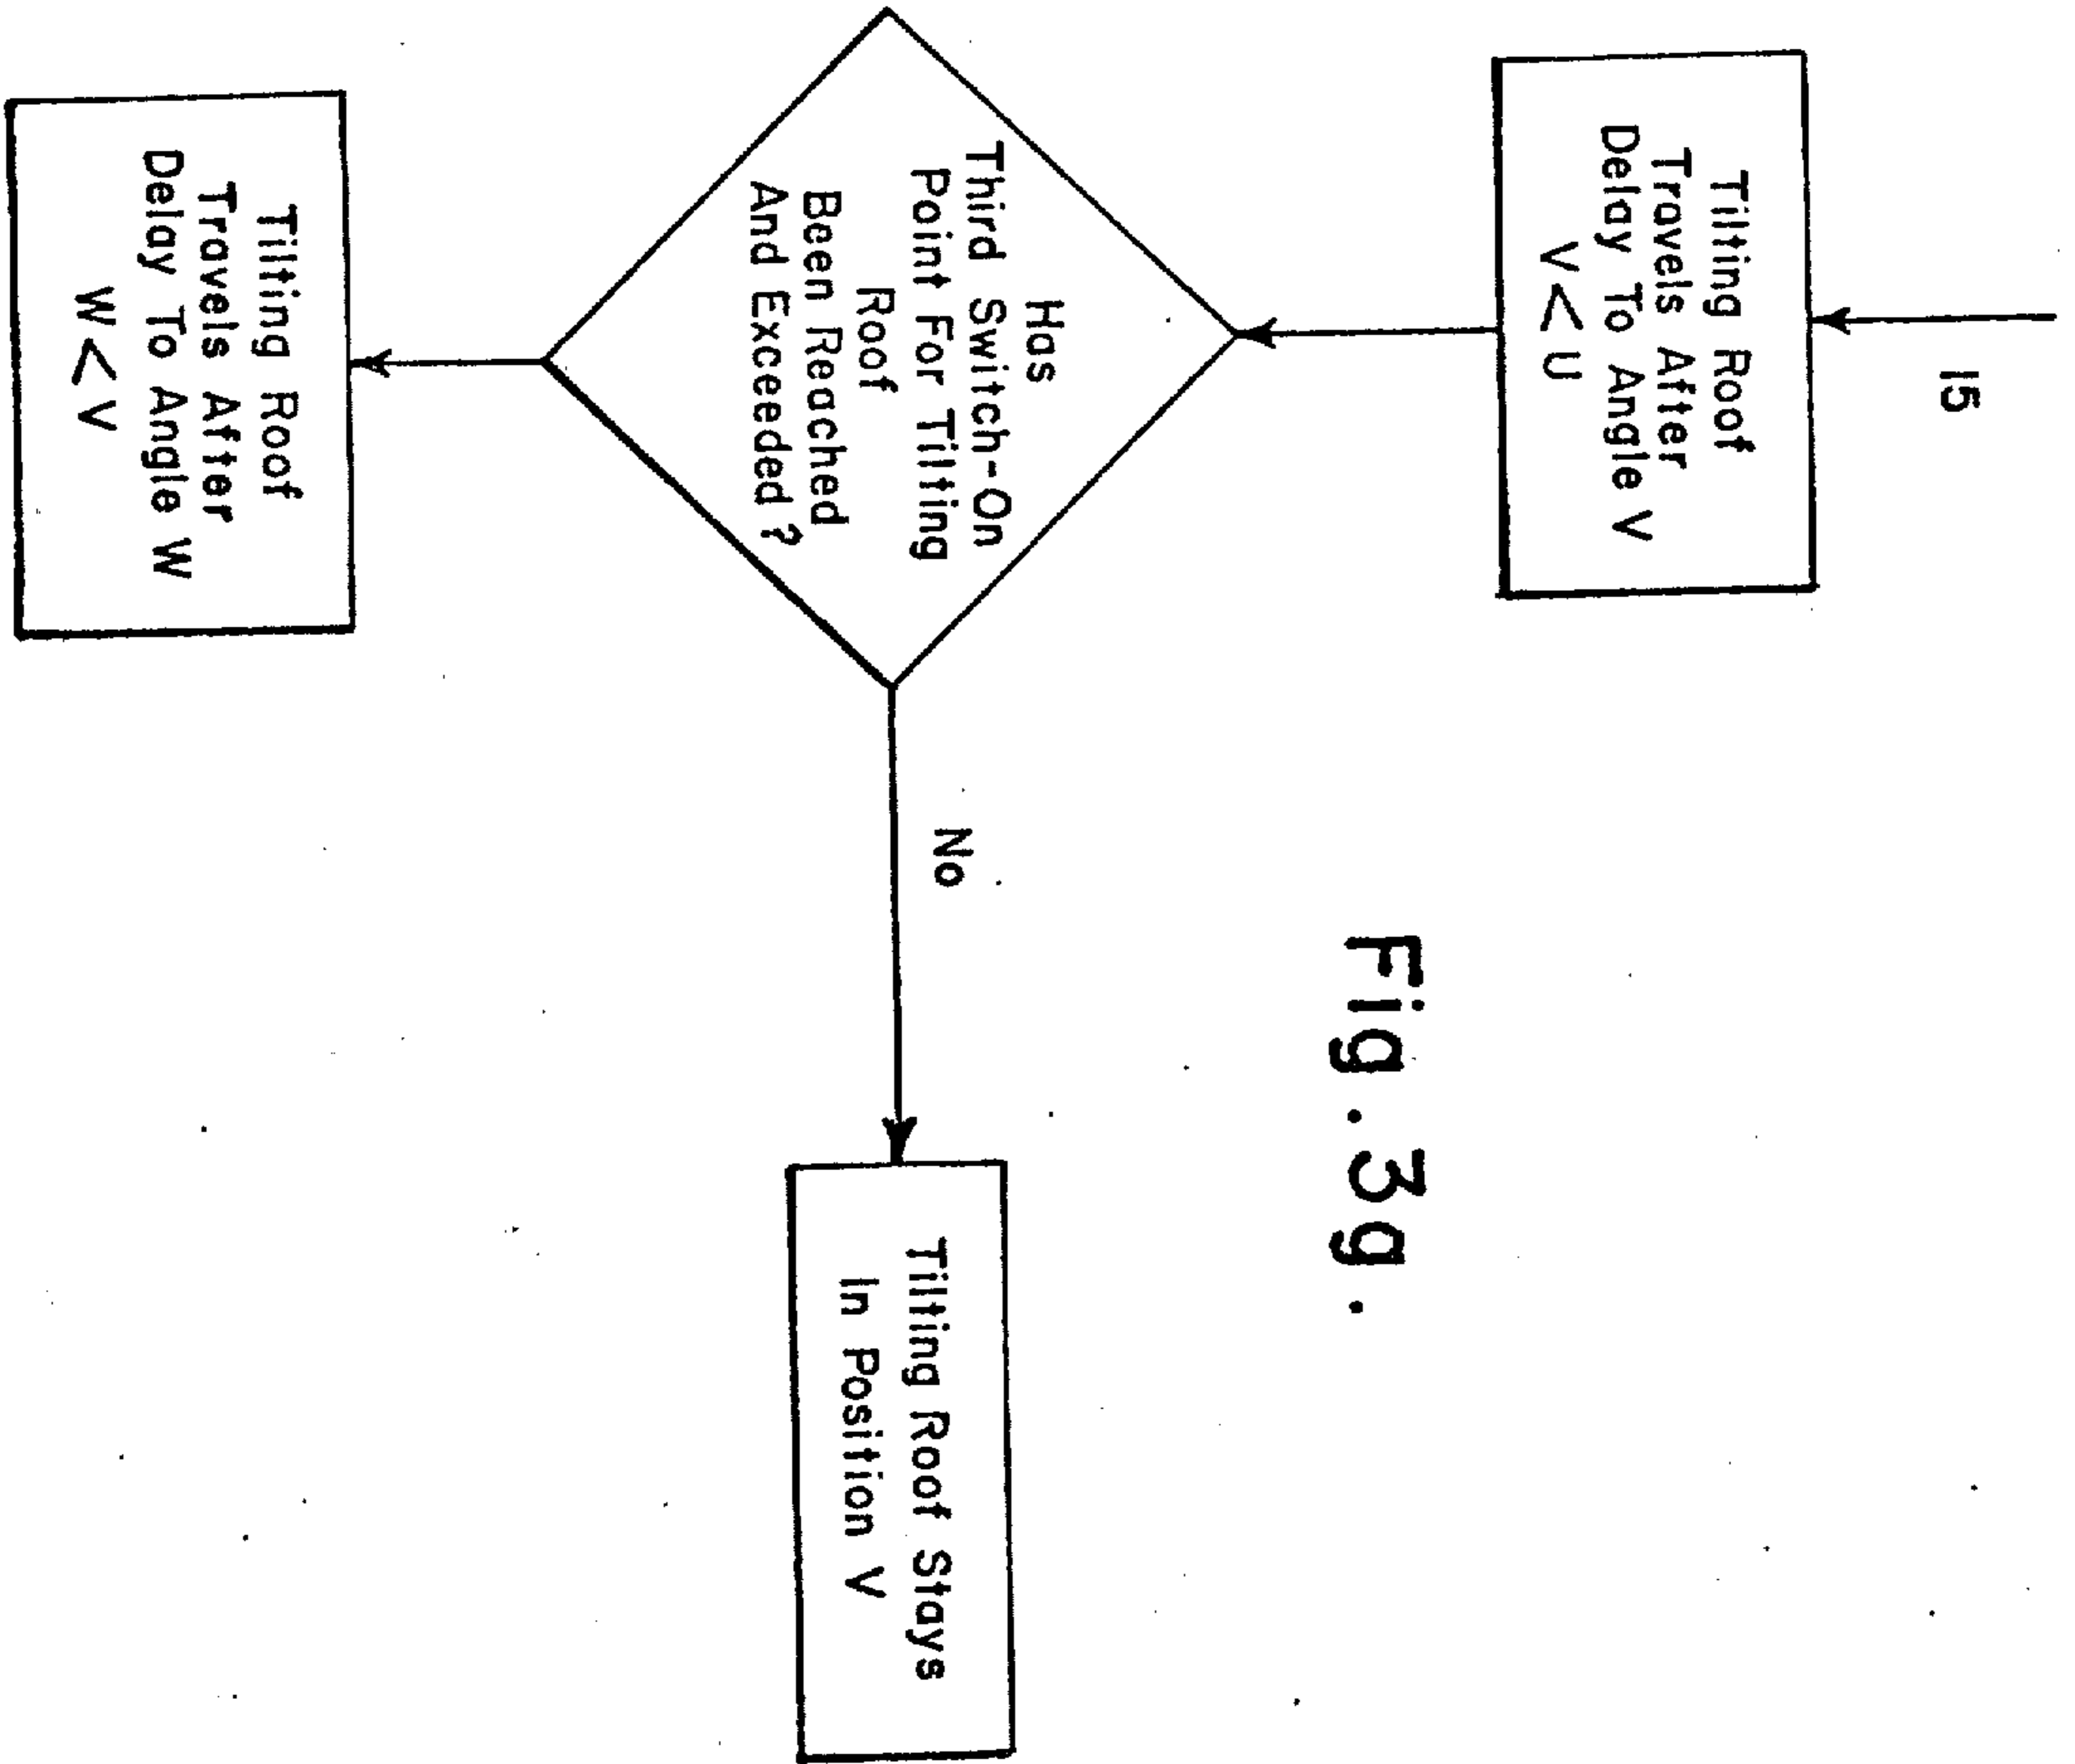 15
Tilting Roof
Travels After
Delay To Angle V
V < U
Has
Third Switch-On
Point For Tilting
Roof
Been Reached
And Exceeded ?
No
Tilting Roof Stays
In Position V
Tilting Roof
Travels After
Delay To Angle W
W < V
Fig. 3g.